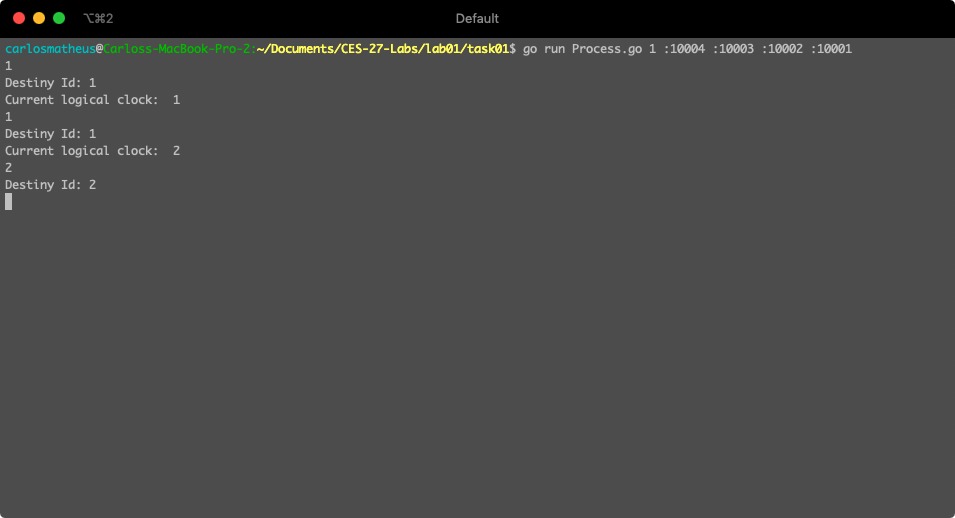 ⌥⌘2 Default
carlosmatheus@Carloss-MacBook-Pro-2:~/Documents/CES-27-Labs/lab01/task01$ go run Process.go 1 :10004 :10003 :10002 :10001
1
Destiny Id: 1
Current logical clock:  1
1
Destiny Id: 1
Current logical clock:  2
2
Destiny Id: 2